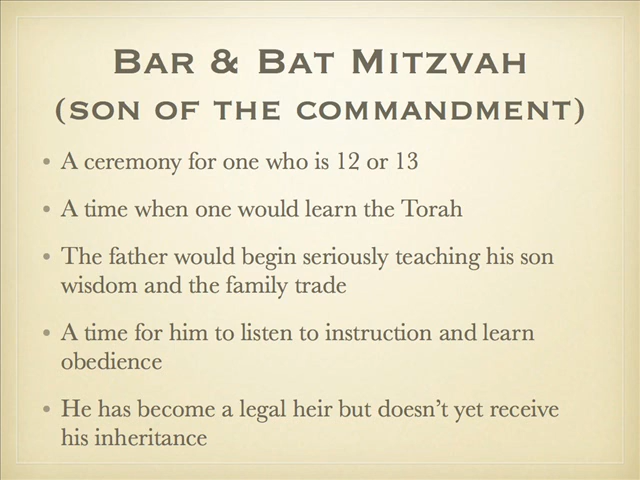 Bar & Bat Mitzvah
(son of the commandment)
• A ceremony for one who is 12 or 13
• A time when one would learn the Torah
• The father would begin seriously teaching his son
wisdom and the family trade
• A time for him to listen to instruction and learn
obedience
• He has become a legal heir but doesn’t yet receive
his inheritance